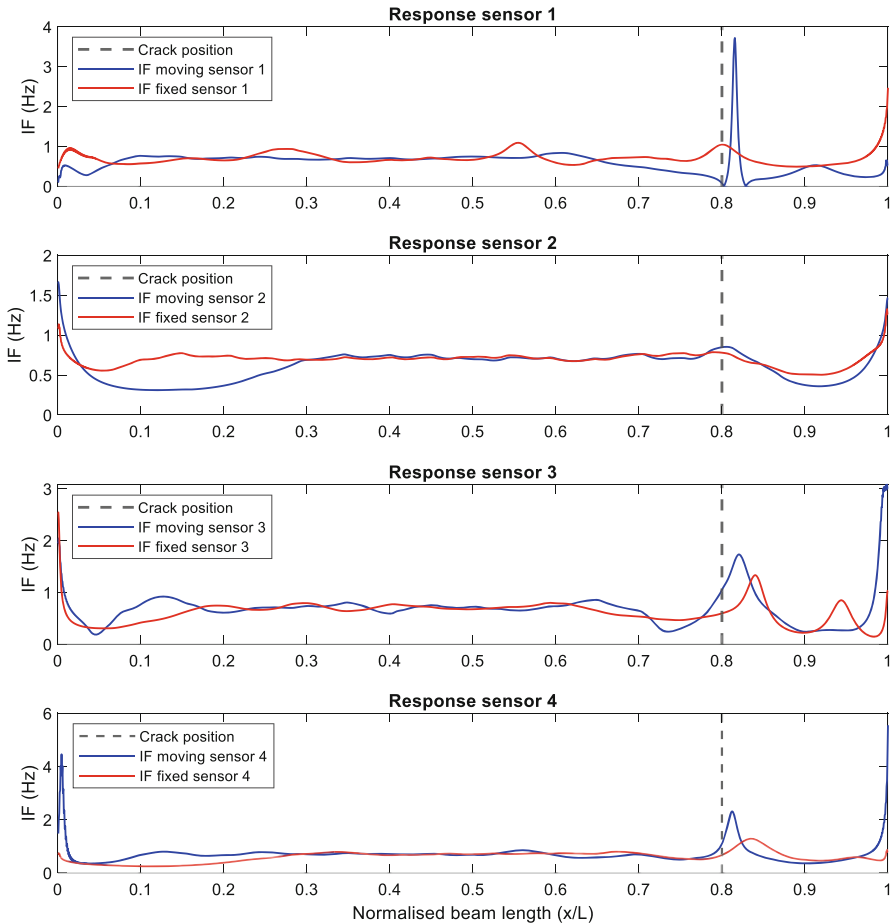 Response sensor 1
4
3
2
1
0
IF (Hz)
Crack position
IF moving sensor 1
IF fixed sensor 1
0 0.1 0.2 0.3 0.4 0.5 0.6 0.7 0.8 0.9 1
Response sensor 2
2
1.5
1
0.5
0
IF (Hz)
Crack position
IF moving sensor 2
IF fixed sensor 2
0 0.1 0.2 0.3 0.4 0.5 0.6 0.7 0.8 0.9 1
Response sensor 3
3
2
1
0
IF (Hz)
Crack position
IF moving sensor 3
IF fixed sensor 3
0 0.1 0.2 0.3 0.4 0.5 0.6 0.7 0.8 0.9 1
Response sensor 4
6
4
2
0
IF (Hz)
Crack position
IF moving sensor 4
IF fixed sensor 4
0 0.1 0.2 0.3 0.4 0.5 0.6 0.7 0.8 0.9 1
Normalised beam length (x/L)